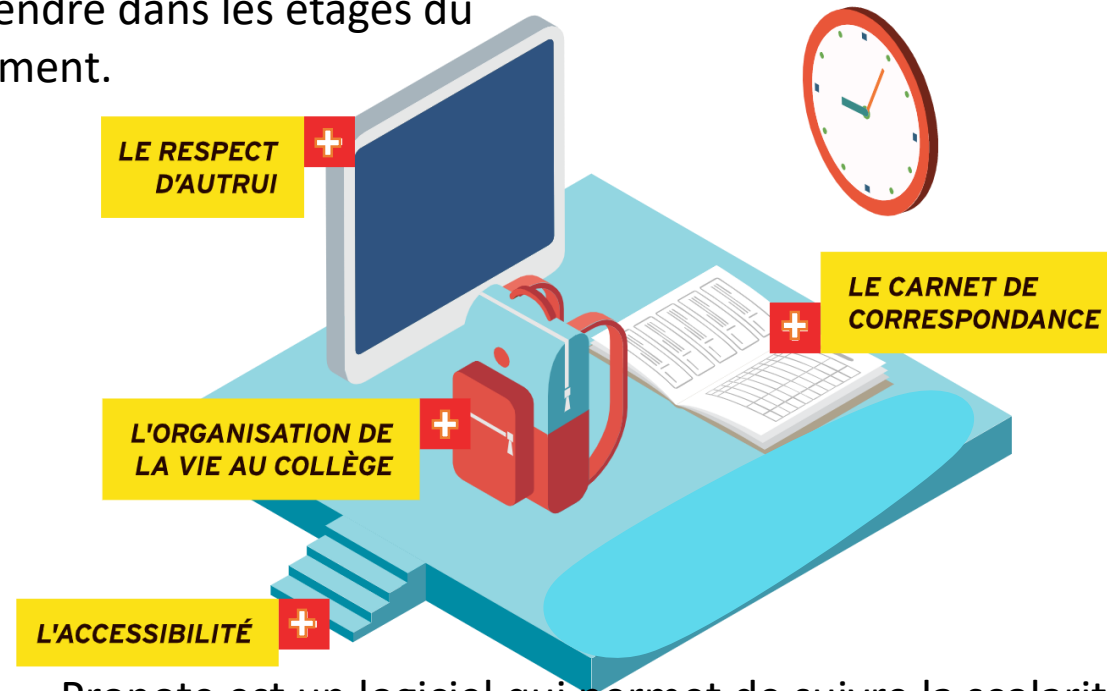 endre dans les étages du
ment.
LE RESPECT
D'AUTRUI
LE CARNET DE
CORRESPONDANCE
L'ORGANISATION DE
LA VIE AU COLLÈGE
L'ACCESSIBILITÉ
Pronote est un logiciel qui permet de suivre la scolarit